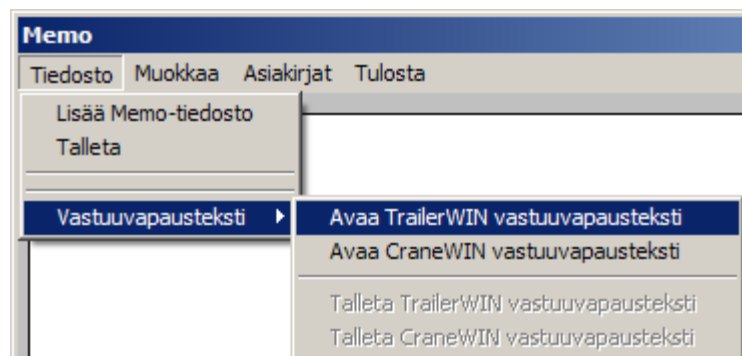 Memo
Tiedosto Muokkaa Asiakirjat Tulosta
Lisää Memo-tiedosto
Talleta
Vastuuvapausteksti
Avaa TrailerWIN vastuuvapausteksti
Avaa CraneWIN vastuuvapausteksti
Talleta TrailerWIN vastuuvapausteksti
Talleta CraneWIN vastuuvapausteksti